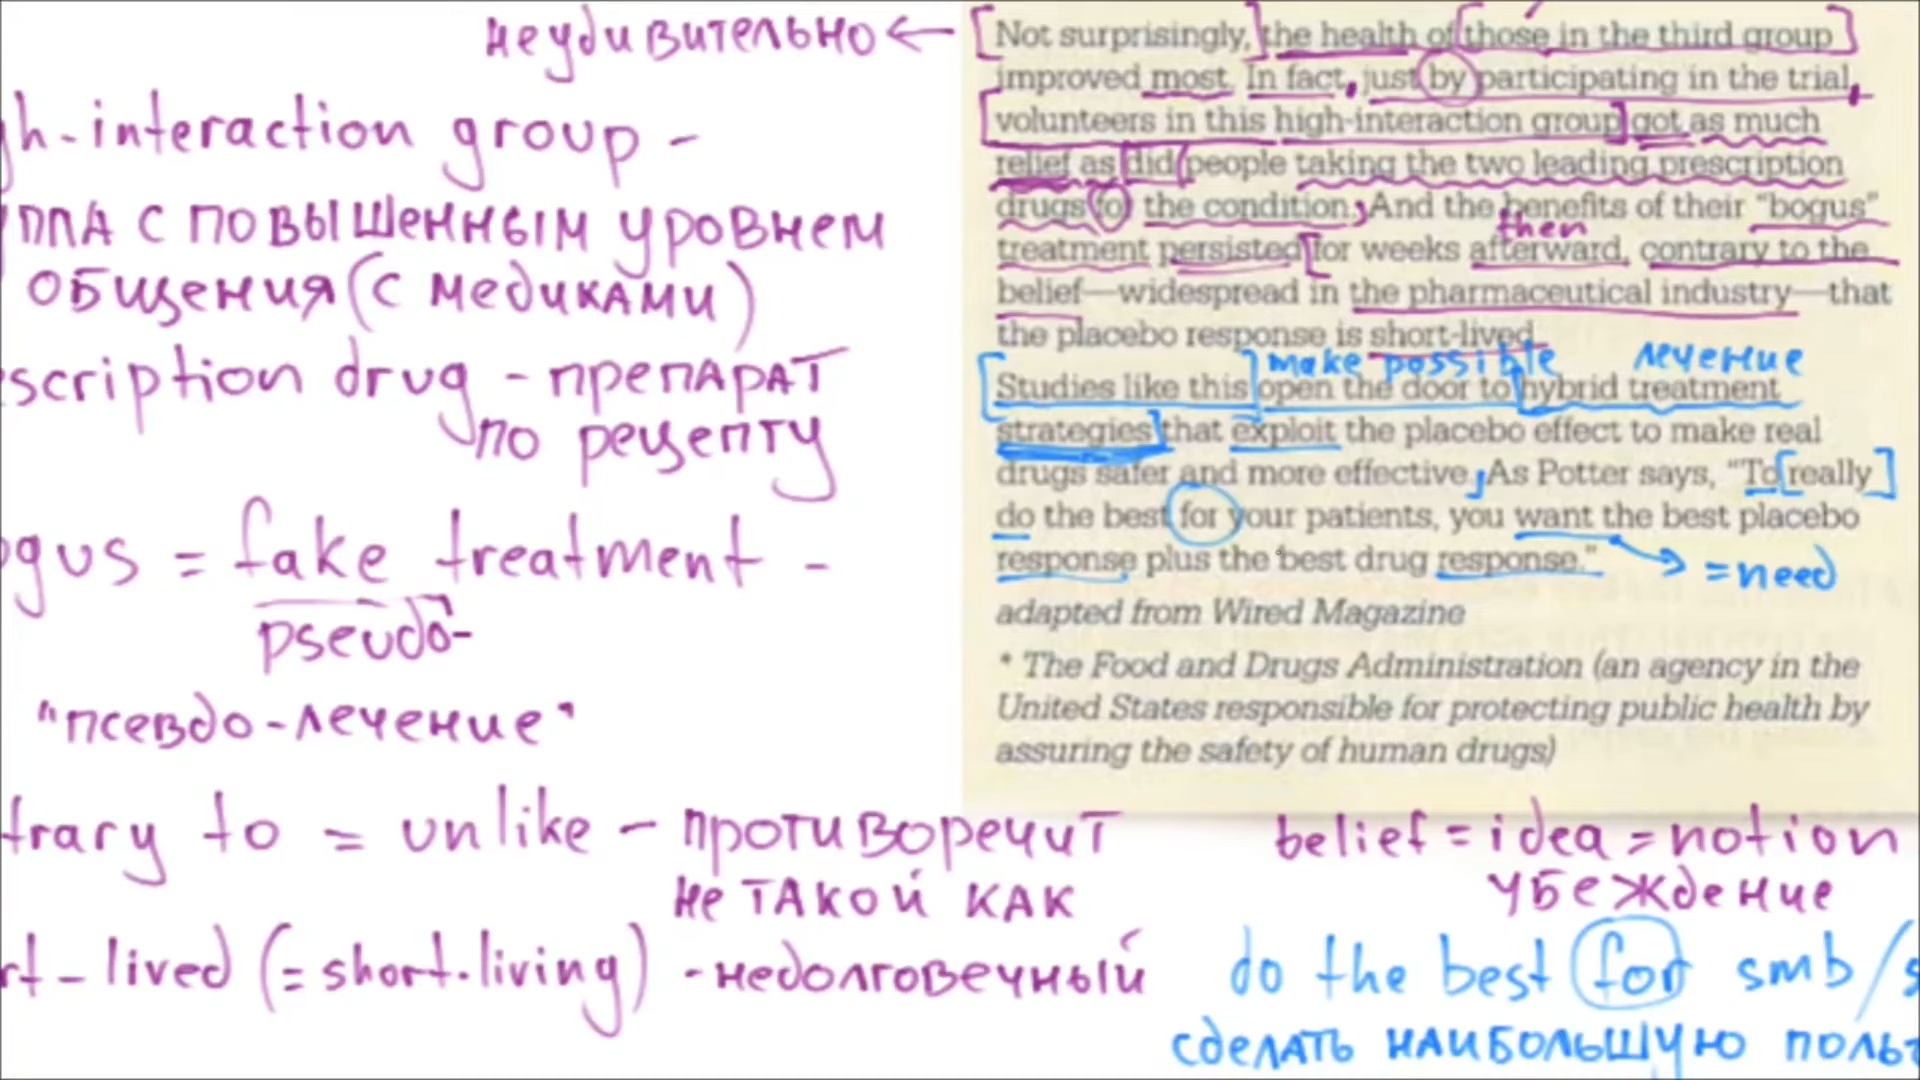 неудивительно ←
gh-interaction group -
ппа с повышенным уровнем
общения (с медиками)
scription drug - препарат
по рецепту
ogus = fake treatment -
pseudo-
"псевдо-лечение"
trary to = unlike - противоречит
не такой как
rt-lived (= short-living) - недолговечный
Not surprisingly, the health of those in the third group
improved most. In fact, just by participating in the trial,
volunteers in this high-interaction group got as much
relief as did people taking the two leading prescription
drugs to the condition. And the benefits of their "bogus"
then
treatment persisted for weeks afterward, contrary to the
belief—widespread in the pharmaceutical industry—that
the placebo response is short-lived.
make possible лечение
Studies like this open the door to hybrid treatment
strategies that exploit the placebo effect to make real
drugs safer and more effective. As Potter says, "To really
do the best for your patients, you want the best placebo
response plus the best drug response."
= need
adapted from Wired Magazine
* The Food and Drugs Administration (an agency in the
United States responsible for protecting public health by
assuring the safety of human drugs)
belief = idea = notion
убеждение
do the best for smb/s
сделать наибольшую польз